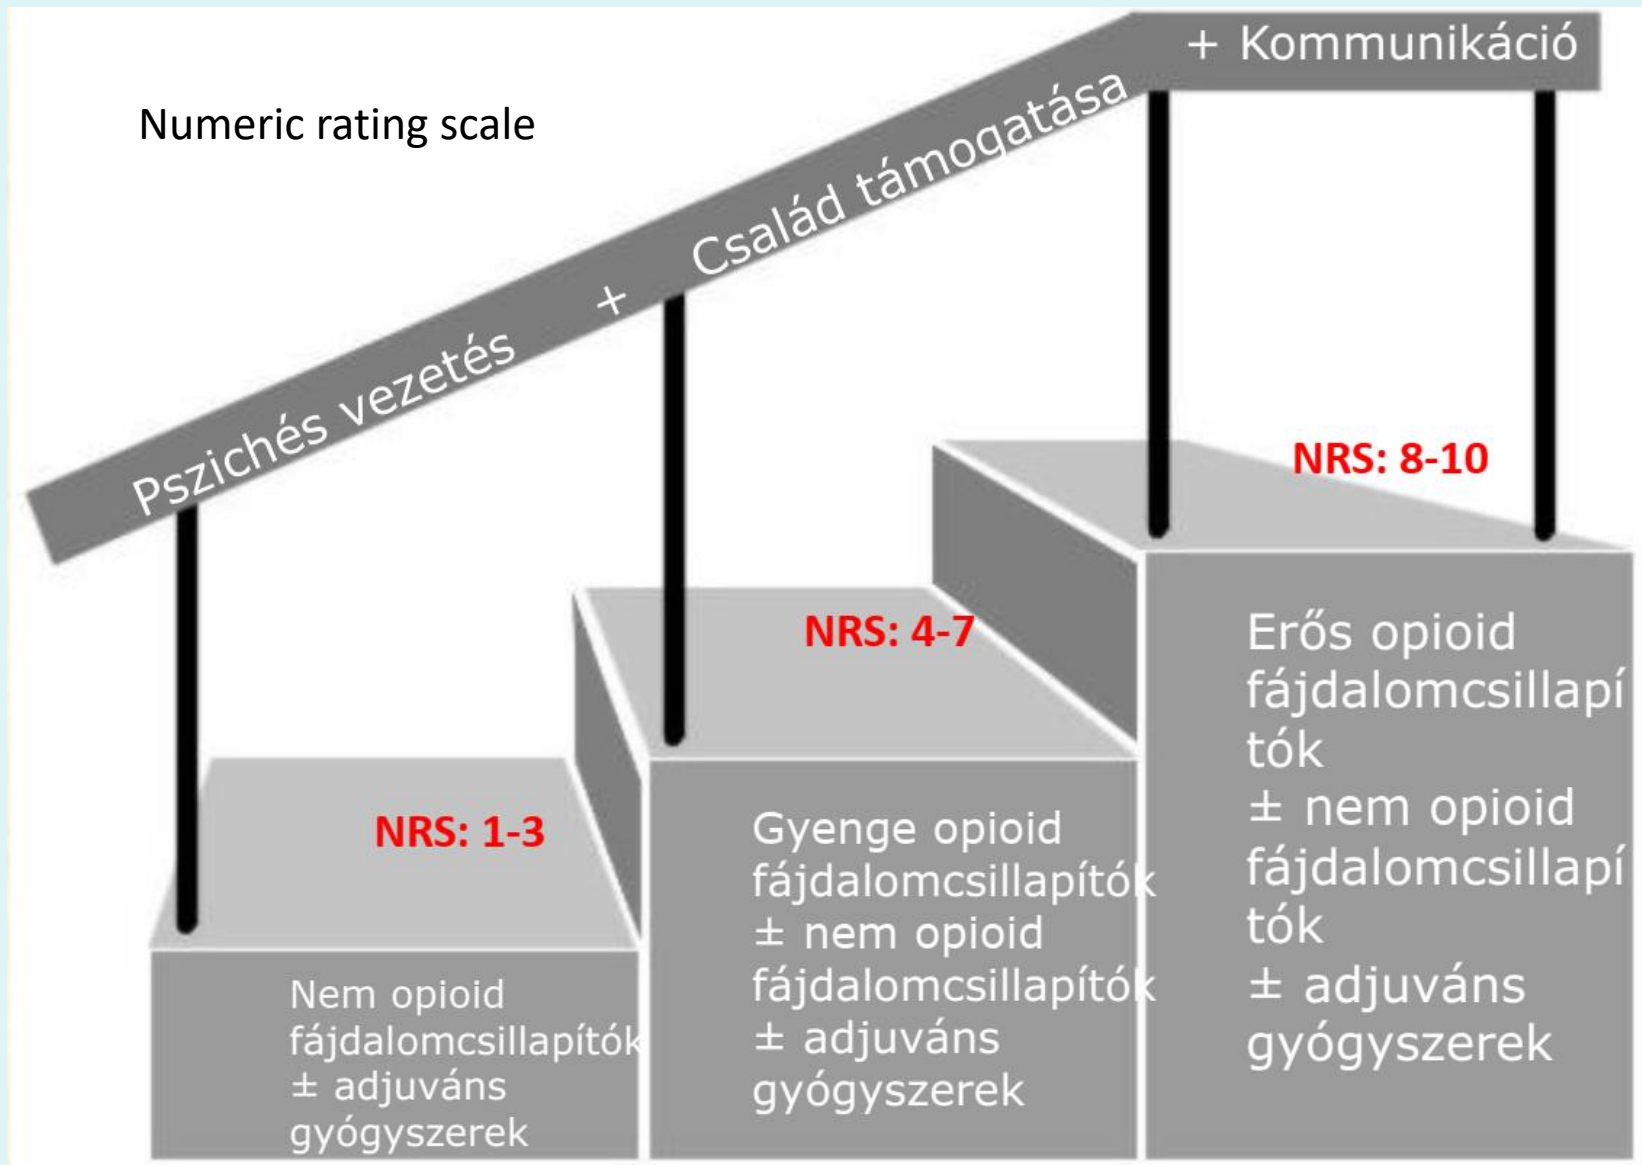 + Kommunikáció
Numeric rating scale
Pszichés vezetés + Család támogatása
NRS: 8-10
NRS: 4-7
NRS: 1-3
Nem opioid
fájdalomcsillapítók
± adjuváns
gyógyszerek
Gyenge opioid
fájdalomcsillapítók
± nem opioid
fájdalomcsillapítók
± adjuváns
gyógyszerek
Erős opioid
fájdalomcsillapí
tók
± nem opioid
fájdalomcsillapí
tók
± adjuváns
gyógyszerek